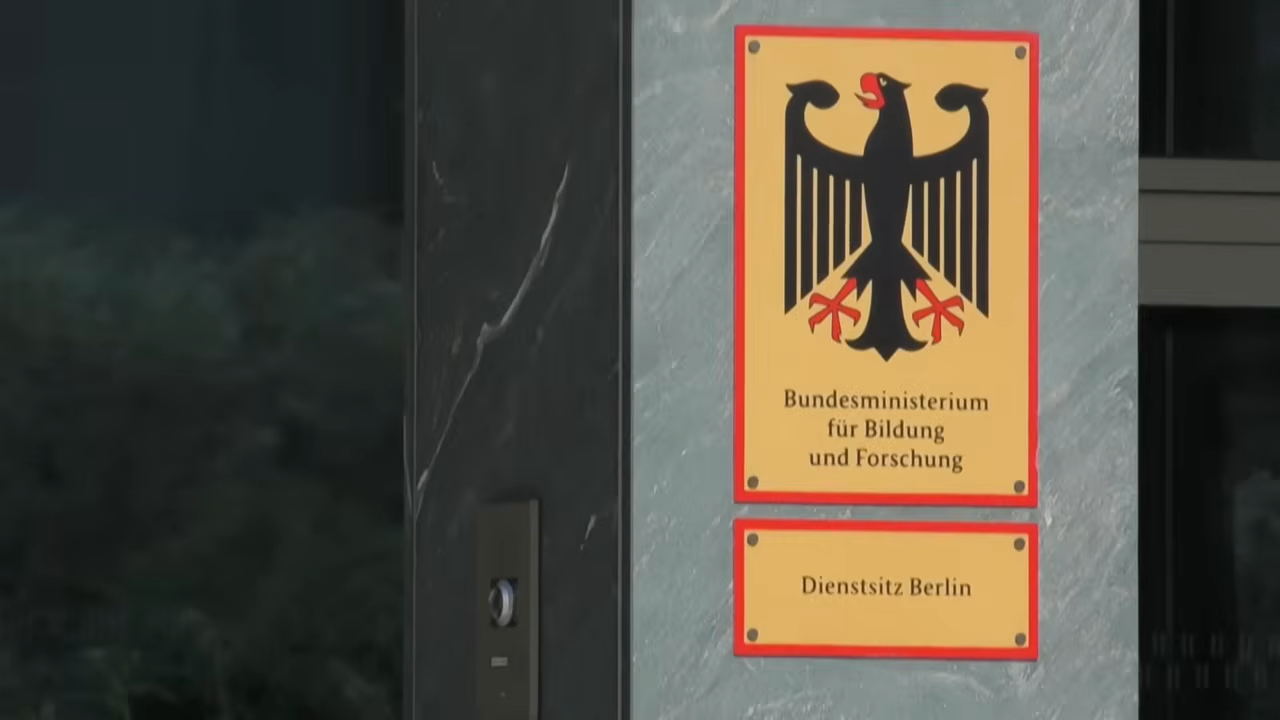 Bundesministerium
für Bildung
und Forschung
Dienstsitz Berlin